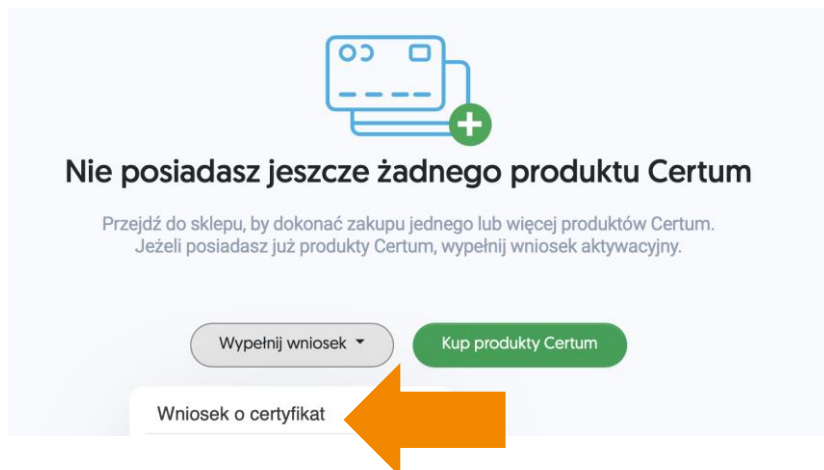 Nie posiadasz jeszcze żadnego produktu Certum
Przejdź do sklepu, by dokonać zakupu jednego lub więcej produktów Certum.
Jeżeli posiadasz już produkty Certum, wypełnij wniosek aktywacyjny.
Wypełnij wniosek
Kup produkty Certum
Wniosek o certyfikat